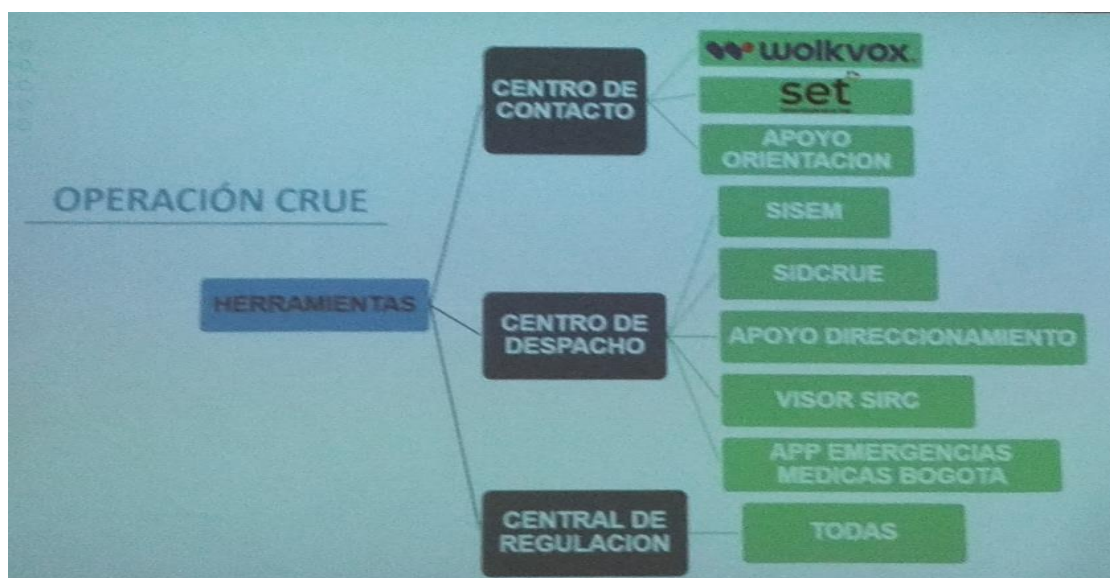 OPERACIÓN CRUE
HERRAMIENTAS
CENTRO DE
CONTACTO
wolkvox
set
APOYO
ORIENTACION
CENTRO DE
DESPACHO
SISEM
SIDCRUE
APOYO DIRECCIONAMIENTO
VISOR SIRC
APP EMERGENCIAS
MEDICAS BOGOTA
CENTRAL DE
REGULACION
TODAS